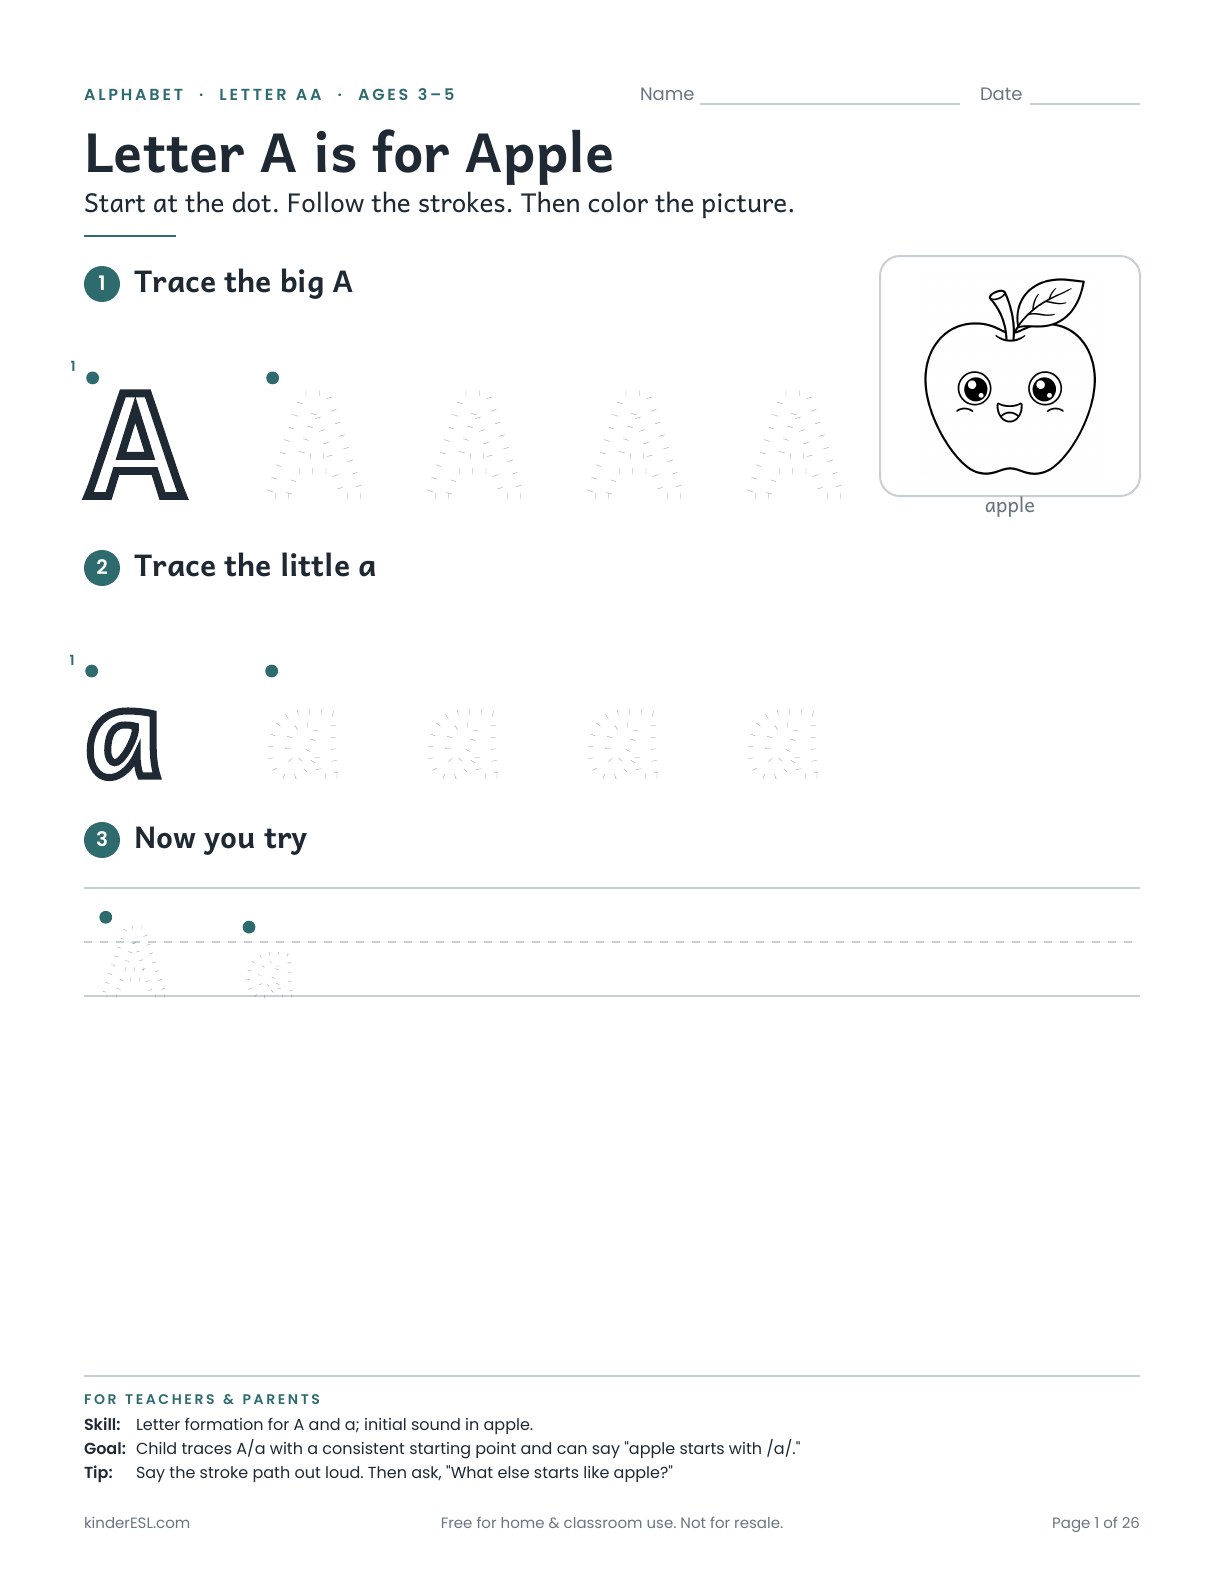 ALPHABET · LETTER AA · AGES 3–5
Name Date
Letter A is for Apple
Start at the dot. Follow the strokes. Then color the picture.
1 Trace the big A
1
A A A A A
apple
2 Trace the little a
1
a a a a a
3 Now you try
A a
FOR TEACHERS & PARENTS
Skill: Letter formation for A and a; initial sound in apple.
Goal: Child traces A/a with a consistent starting point and can say "apple starts with /a/."
Tip: Say the stroke path out loud. Then ask, "What else starts like apple?"
kinderESL.com Free for home & classroom use. Not for resale. Page 1 of 26